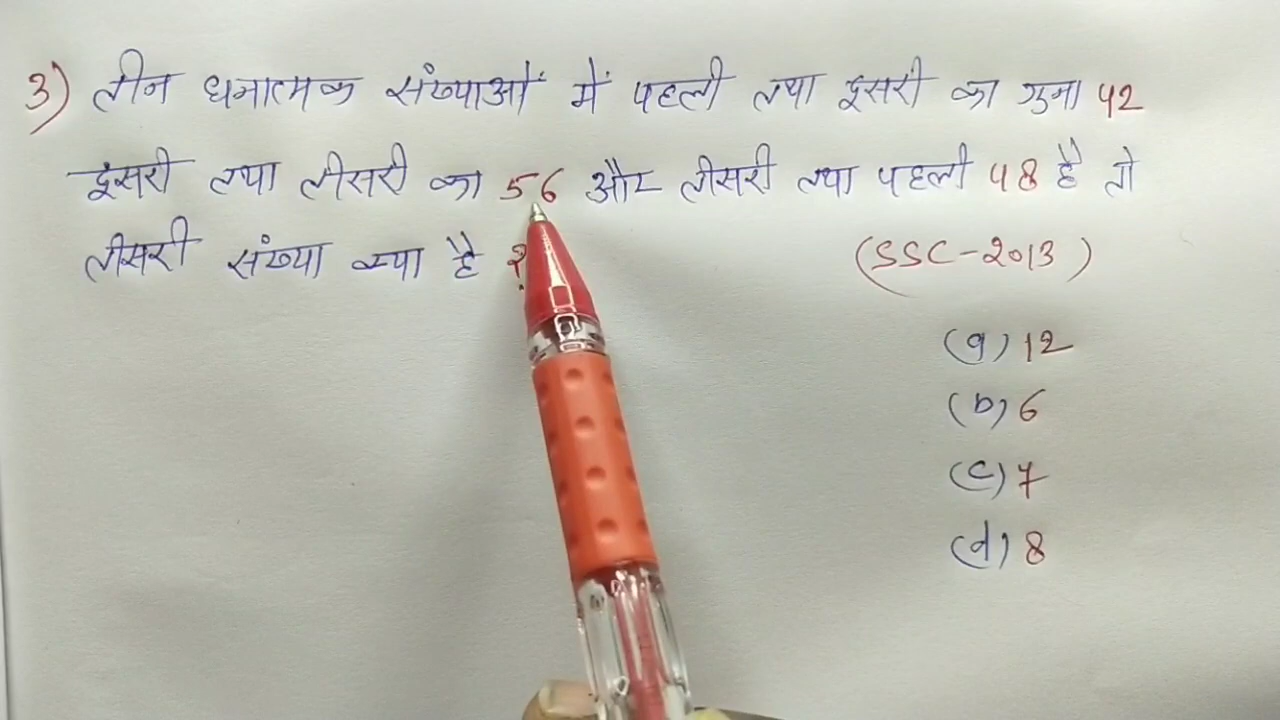 3) तीन धनात्मक संख्याओं में पहली तथा दूसरी का गुना 42
दूसरी तथा तीसरी का 56 और तीसरी तथा पहली 48 है तो
तीसरी संख्या क्या है ?
(SSC-2013)
(a) 12
(b) 6
(c) 7
(d) 8